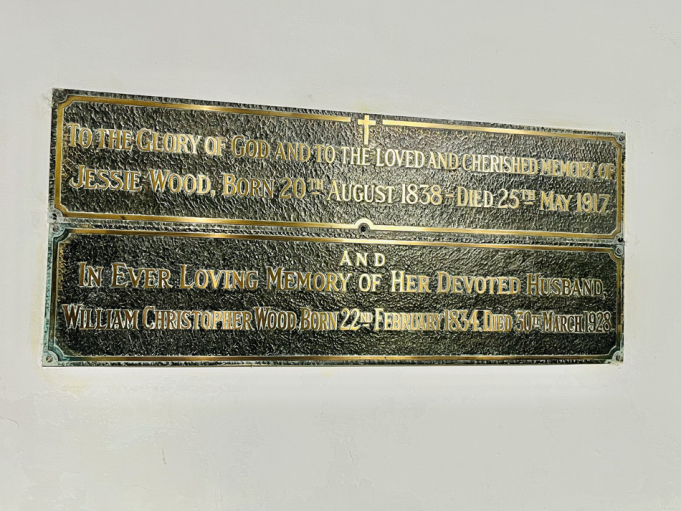 TO THE GLORY OF GOD AND TO THE LOVED AND CHERISHED MEMORY OF
JESSIE WOOD, BORN 20TH AUGUST 1838 - DIED 25TH MAY 1917.
AND
IN EVER LOVING MEMORY OF HER DEVOTED HUSBAND,
WILLIAM CHRISTOPHER WOOD, BORN 22ND FEBRUARY 1834. DIED 30TH MARCH 1928.